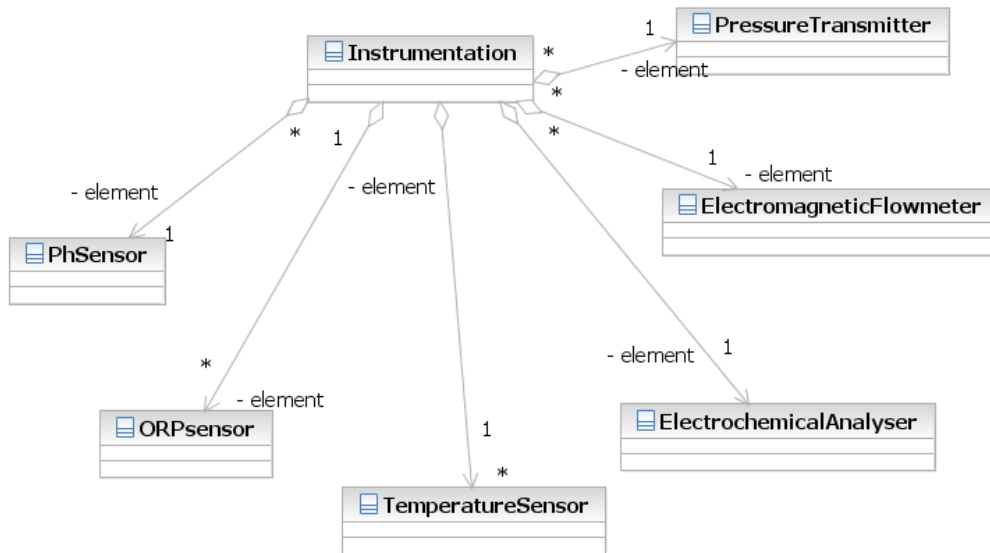 PressureTransmitter
1
Instrumentation
*
- element
*
*
1
*
1
- element
- element
- element
ElectromagneticFlowmeter
1
PhSensor
1
- element
*
- element
ORPsensor
ElectrochemicalAnalyser
1
*
TemperatureSensor